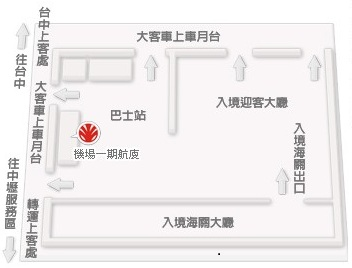 大客車上車月台
台中上客處
往台中
大客車上車月台
巴士站
入境迎客大廳
機場一期航廈
入境海關出口
往中壢服務區
轉運上客處
入境海關大廳